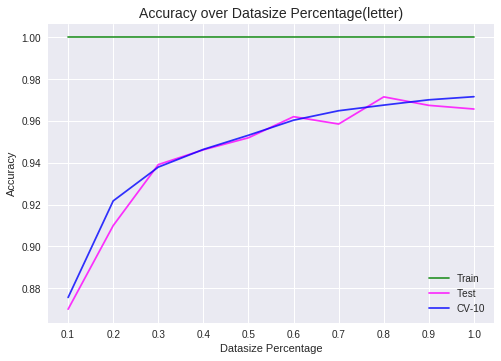 Accuracy over Datasize Percentage(letter)
1.00
0.98
0.96
0.94
0.92
0.90
0.88
Accuracy
Train
Test
CV-10
0.1 0.2 0.3 0.4 0.5 0.6 0.7 0.8 0.9 1.0
Datasize Percentage